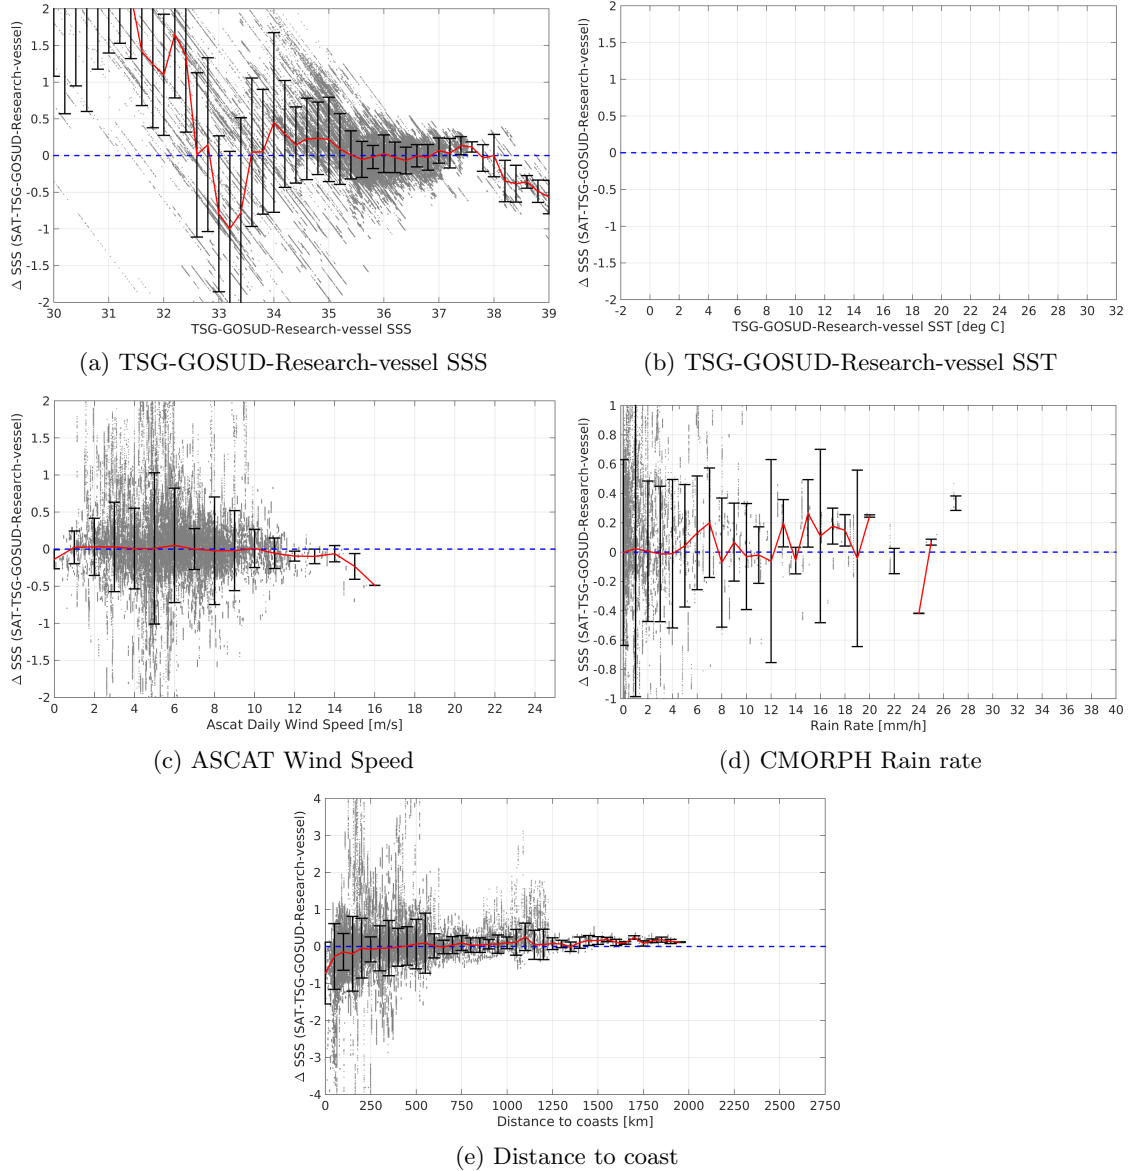 2
1.5
1
0.5
0
-0.5
-1
-1.5
-2
Δ SSS (SAT-TSG-GOSUD-Research-vessel)
30 31 32 33 34 35 36 37 38 39
TSG-GOSUD-Research-vessel SSS
(a) TSG-GOSUD-Research-vessel SSS
2
1.5
1
0.5
0
-0.5
-1
-1.5
-2
Δ SSS (SAT-TSG-GOSUD-Research-vessel)
-2 0 2 4 6 8 10 12 14 16 18 20 22 24 26 28 30 32
TSG-GOSUD-Research-vessel SST [deg C]
(b) TSG-GOSUD-Research-vessel SST
2
1.5
1
0.5
0
-0.5
-1
-1.5
-2
Δ SSS (SAT-TSG-GOSUD-Research-vessel)
0 2 4 6 8 10 12 14 16 18 20 22 24
Ascat Daily Wind Speed [m/s]
(c) ASCAT Wind Speed
1
0.8
0.6
0.4
0.2
0
-0.2
-0.4
-0.6
-0.8
-1
Δ SSS (SAT-TSG-GOSUD-Research-vessel)
0 2 4 6 8 10 12 14 16 18 20 22 24 26 28 30 32 34 36 38 40
Rain Rate [mm/h]
(d) CMORPH Rain rate
4
3
2
1
0
-1
-2
-3
-4
Δ SSS (SAT-TSG-GOSUD-Research-vessel)
0 250 500 750 1000 1250 1500 1750 2000 2250 2500 2750
Distance to coasts [km]
(e) Distance to coast